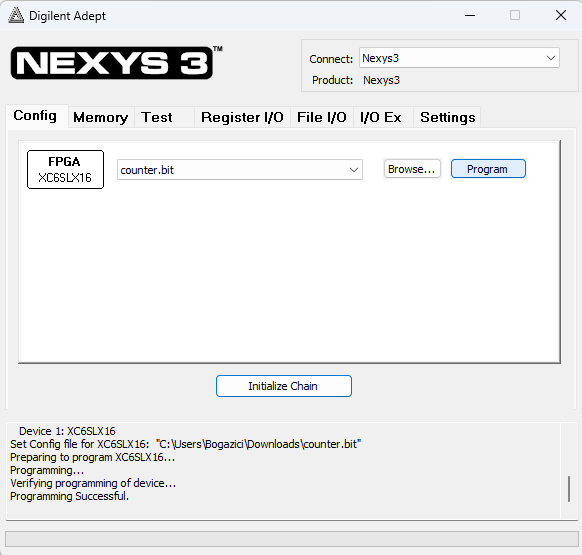 Digilent Adept
NEXYS 3™
Connect: Nexys3
Product: Nexys3
Config Memory Test Register I/O File I/O I/O Ex Settings
FPGA
XC6SLX16
counter.bit
Browse...
Program
Initialize Chain
Device 1: XC6SLX16
Set Config file for XC6SLX16: "C:\Users\Bogazici\Downloads\counter.bit"
Preparing to program XC6SLX16...
Programming...
Verifying programming of device...
Programming Successful.